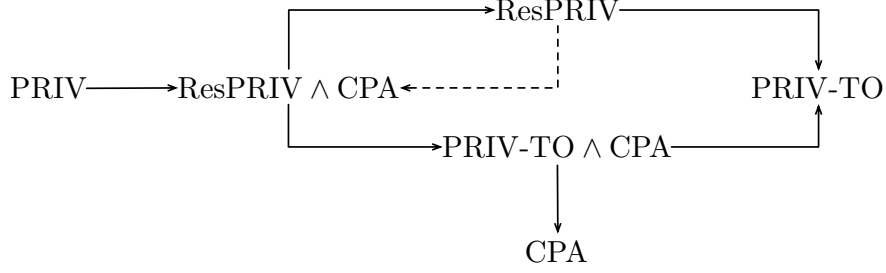 ResPRIV
PRIV ResPRIV ∧ CPA PRIV-TO
PRIV-TO ∧ CPA
CPA